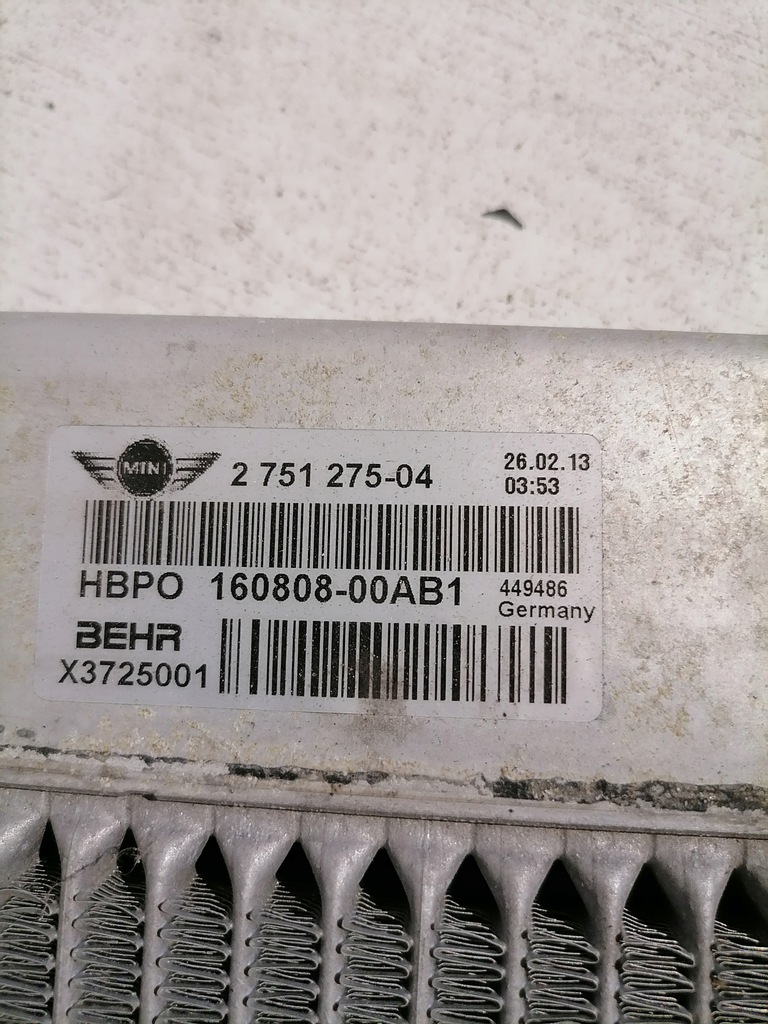 MINI 2 751 275-04 26.02.13
03:53
HBPO 160808-00AB1 449486
Germany
BEHR
X3725001